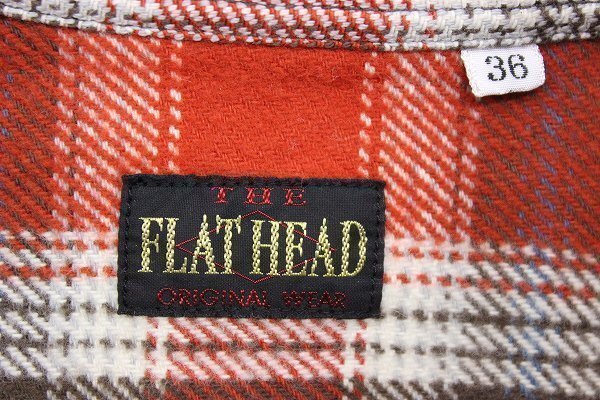 36
THE
FLAT HEAD
ORIGINAL WEAR